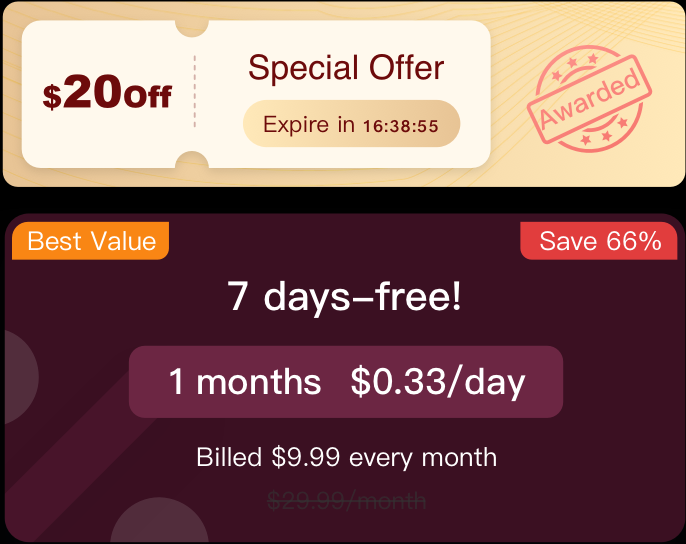 $20off
Special Offer
Expire in 16:38:55
Awarded
Best Value
Save 66%
7 days–free!
1 months $0.33/day
Billed $9.99 every month
$29.99/month